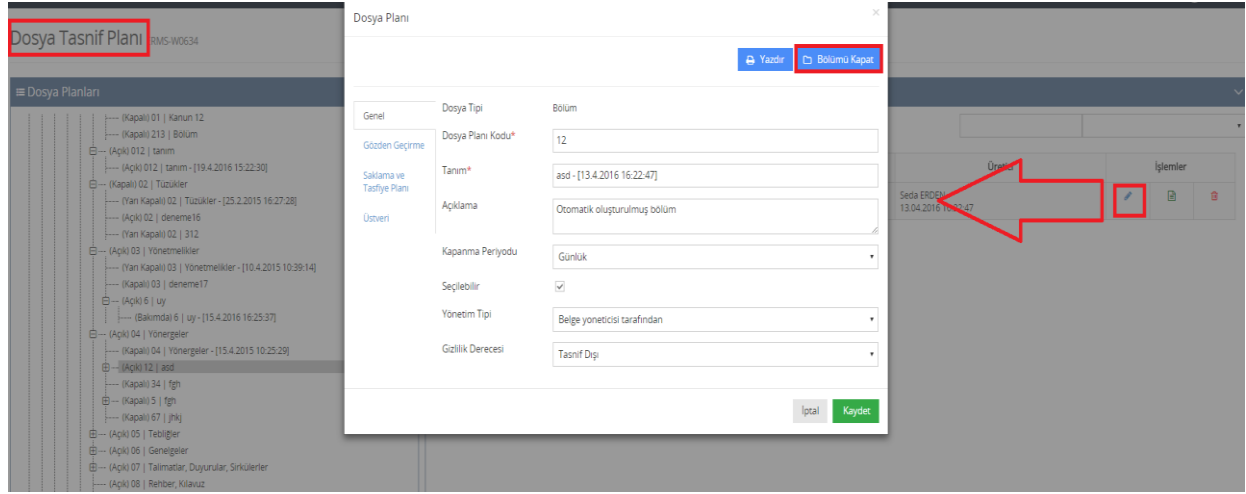 Dosya Tasnif Planı RMS-W0634
Dosya Planları
(Kapalı) 01 | Kanun 12
(Kapalı) 213 | Bölüm
(Açık) 012 | tanım
(Açık) 012 | tanım - [19.4.2016 15:22:30]
(Kapalı) 02 | Tüzükler
(Yarı Kapalı) 02 | Tüzükler - [25.2.2015 16:27:28]
(Açık) 02 | deneme16
(Yarı Kapalı) 02 | 312
(Açık) 03 | Yönetmelikler
(Yarı Kapalı) 03 | Yönetmelikler - [10.4.2015 10:39:14]
(Kapalı) 03 | deneme17
(Açık) 6 | uy
(Bakımda) 6 | uy - [15.4.2016 16:25:37]
(Açık) 04 | Yönergeler
(Kapalı) 04 | Yönergeler - [15.4.2015 10:25:29]
(Açık) 12 | asd
(Kapalı) 34 | fgh
(Kapalı) 5 | fgh
(Kapalı) 67 | jhkj
(Açık) 05 | Tebliğler
(Açık) 06 | Genelgeler
(Açık) 07 | Talimatlar, Duyurular, Sirkülerler
(Açık) 08 | Rehber, Kılavuz
Dosya Planı
×
Yazdır
Bölümü Kapat
Genel
Gözden Geçirme
Saklama ve
Tasfiye Planı
Üstveri
Dosya Tipi Bölüm
Dosya Planı Kodu* 12
Tanım* asd - [13.4.2016 16:22:47]
Açıklama Otomatik oluşturulmuş bölüm
Kapanma Periyodu Günlük
Seçilebilir
Yönetim Tipi Belge yoneticisi tarafından
Gizlilik Derecesi Tasnif Dışı
İptal Kaydet
İşlemler
Seda ERDEN
13.04.2016